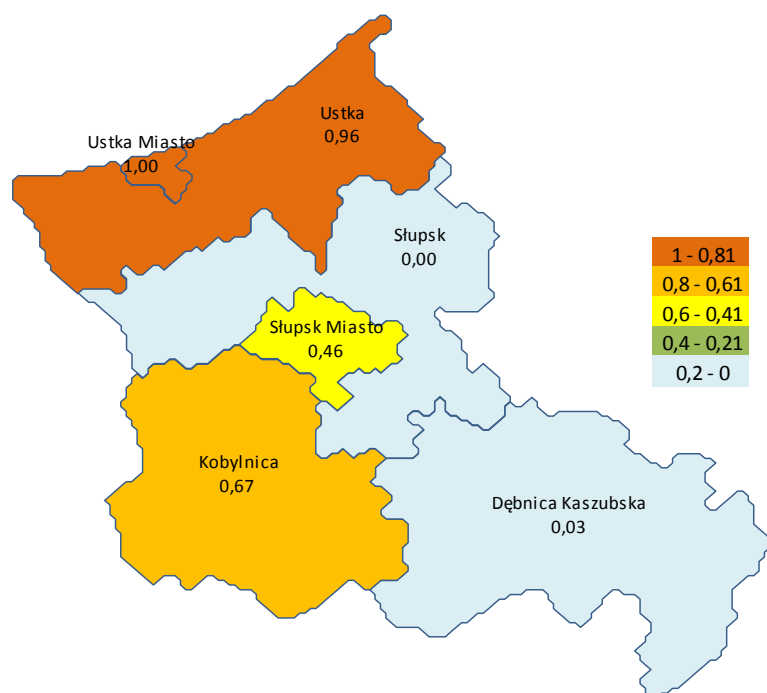 Ustka
0,96
Ustka Miasto
1,00
Słupsk
0,00
1 - 0,81
0,8 - 0,61
0,6 - 0,41
0,4 - 0,21
0,2 - 0
Słupsk Miasto
0,46
Kobylnica
0,67
Dębnica Kaszubska
0,03